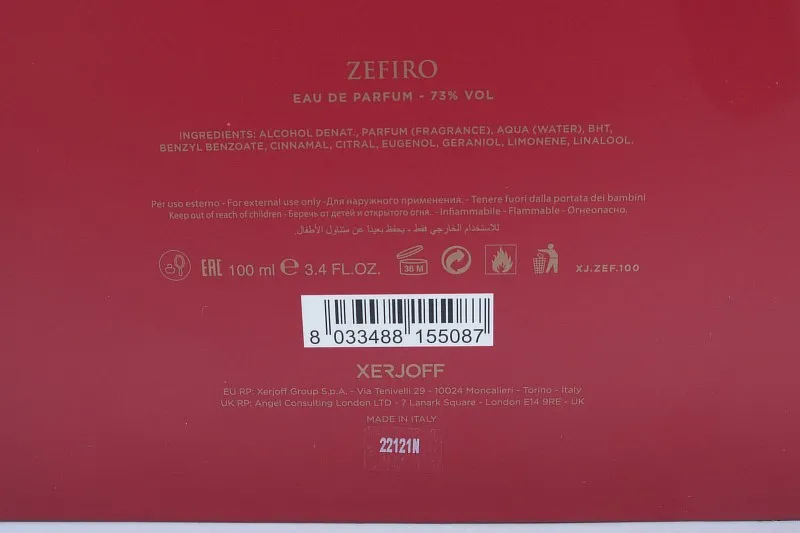 ZEFIRO
EAU DE PARFUM - 73% VOL
INGREDIENTS: ALCOHOL DENAT., PARFUM (FRAGRANCE), AQUA (WATER), BHT,
BENZYL BENZOATE, CINNAMAL, CITRAL, EUGENOL, GERANIOL, LIMONENE, LINALOOL.
Per uso esterno - For external use only -Для наружного применения. - Tenere fuori dalla portata dei bambini
Keep out of reach of children - Беречь от детей и открытого огня. - Infiammabile - Flammable - Огнеопасно.
للاستخدام الخارجي فقط - يحفظ بعيدا عن متناول الأطفال.
EAC 100 ml ℮ 3.4 FL.OZ. 36 M XJ.ZEF.100
8 033488 155087
XERJOFF
EU RP: Xerjoff Group S.p.A. - Via Tenivelli 29 - 10024 Moncalieri - Torino - Italy
UK RP: Angel Consulting London LTD - 7 Lanark Square - London E14 9RE - UK
MADE IN ITALY
22121N